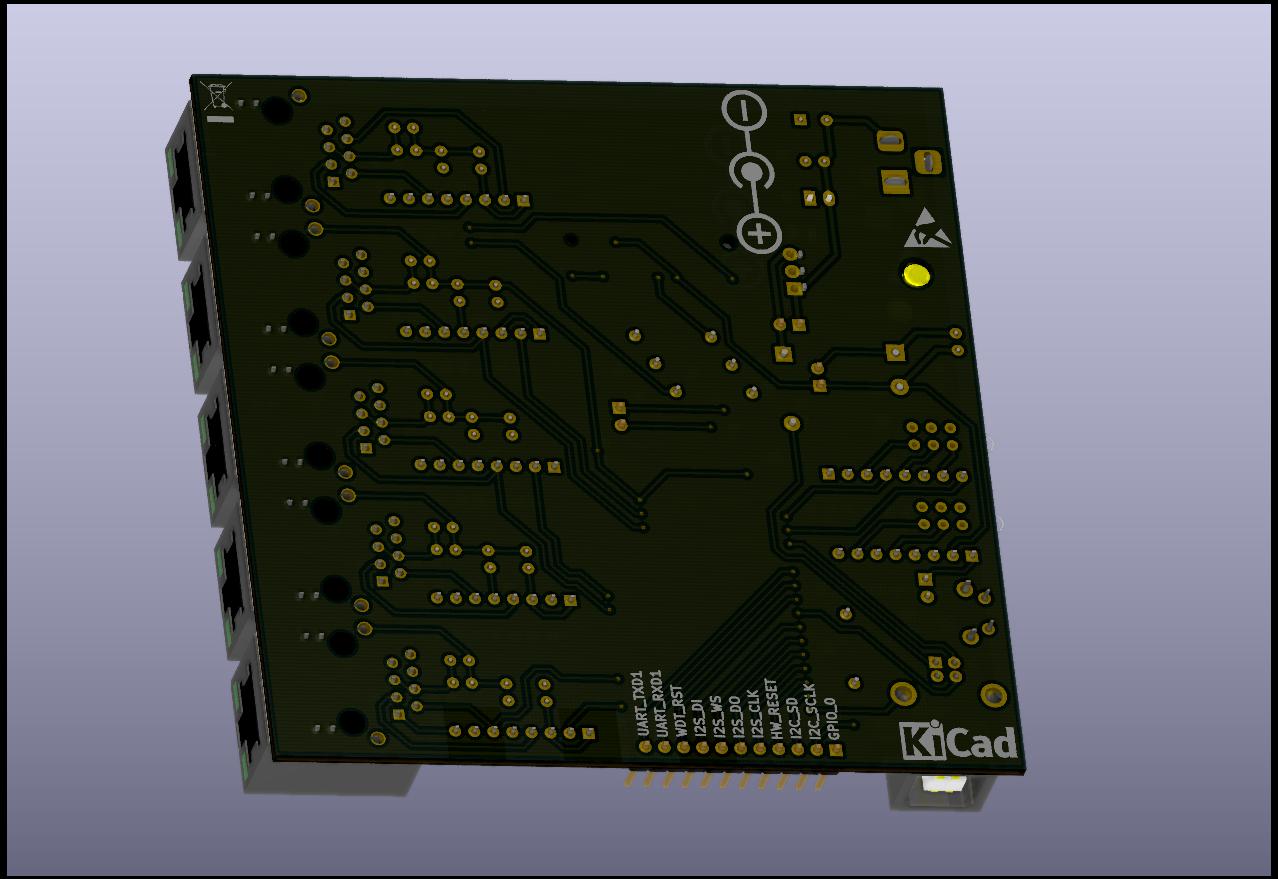 UART_TXD1
UART_RXD1
WDT_RST
I2S_DI
I2S_WS
I2S_DO
I2S_CLK
HW_RESET
I2C_SD
I2C_SCLK
GPIO_0
KiCad